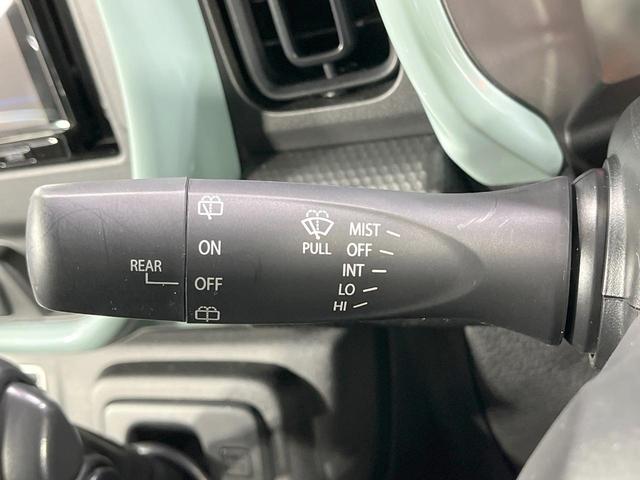 REAR
ON
OFF
PULL
MIST
OFF
INT
LO
HI